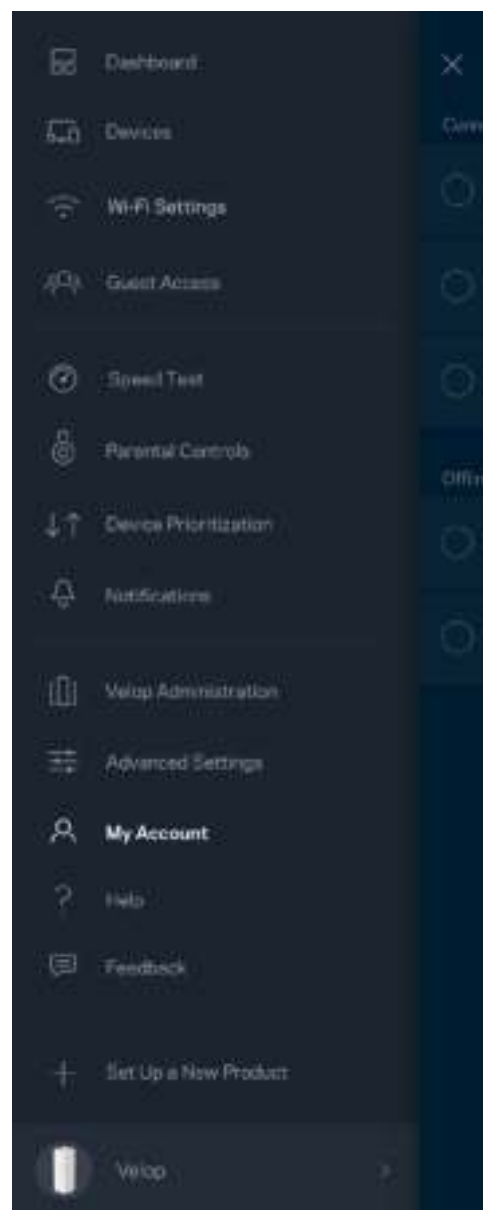 Dashboard
Devices
Wi-Fi Settings
Guest Access
Speed Test
Parental Controls
Device Prioritization
Notifications
Velop Administration
Advanced Settings
My Account
Help
Feedback
Set Up a New Product
Velop